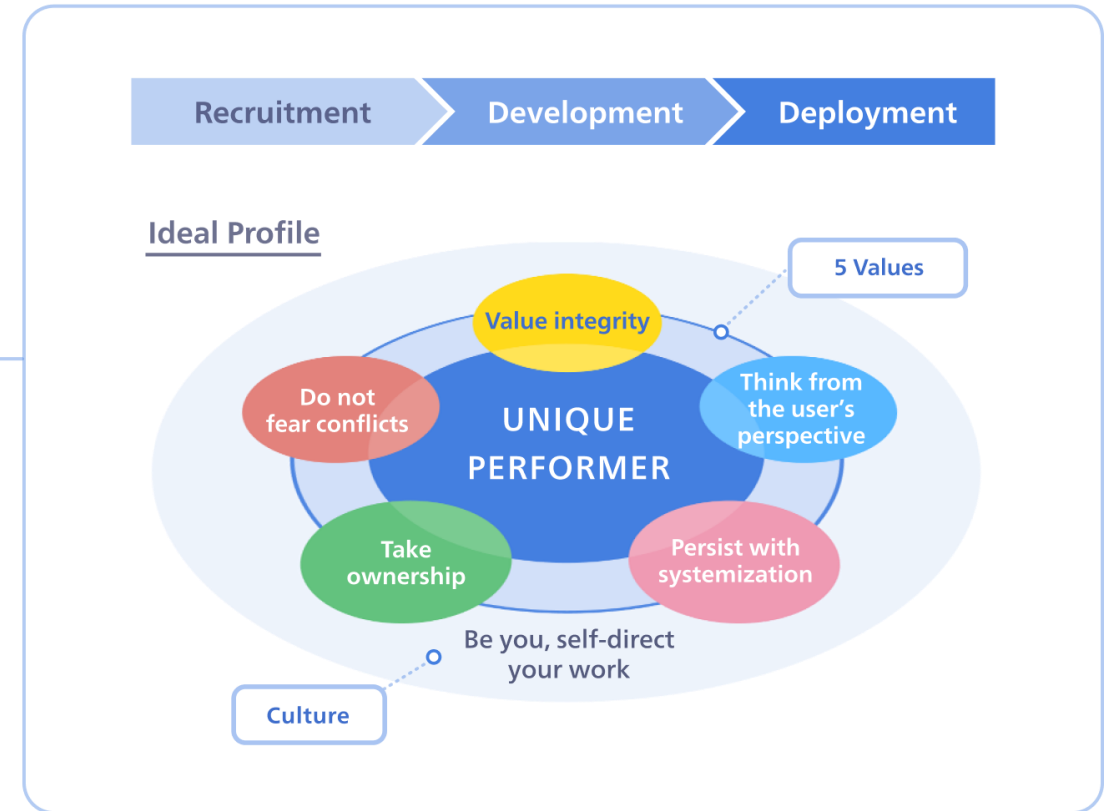 Recruitment
Development
Deployment
Ideal Profile
5 Values
Value integrity
Do not
fear conflicts
Think from
the user's
perspective
UNIQUE
PERFORMER
Take
ownership
Persist with
systemization
Be you, self-direct
your work
Culture